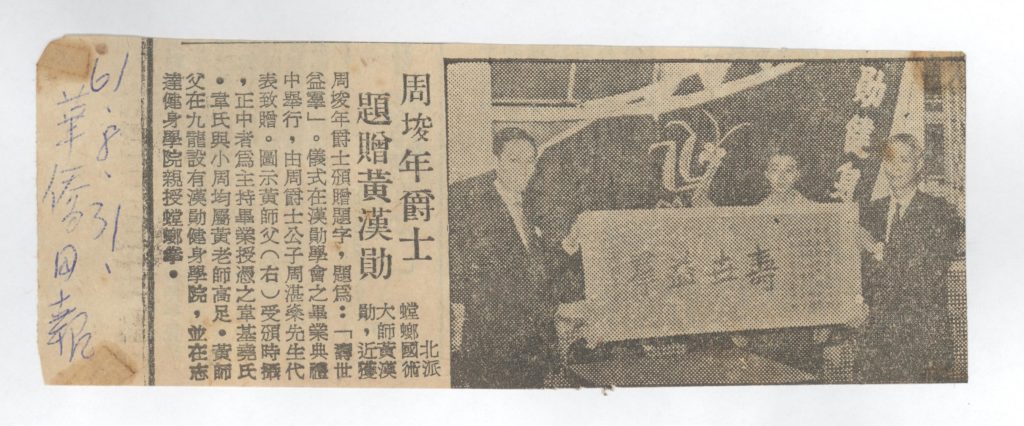 周埈年爵士
題贈黃漢勛
北派
螳螂國術
大師黃漢
勛，近獲
周埈年爵士頒贈題字，題爲：「壽世
益羣」。儀式在漢勛學會之畢業典禮
中舉行，由周爵士公子周湛燊先生代
表致贈。圖示黃師父（右）受頒時攝
，正中者爲主持畢業授憑之韋基堯氏
。韋氏與小周均屬黃老師高足。黃師
父在九龍設有漢勛健身學院，並在志
達健身學院親授螳螂拳。
壽世益
健身
61.8.31.
華僑日報